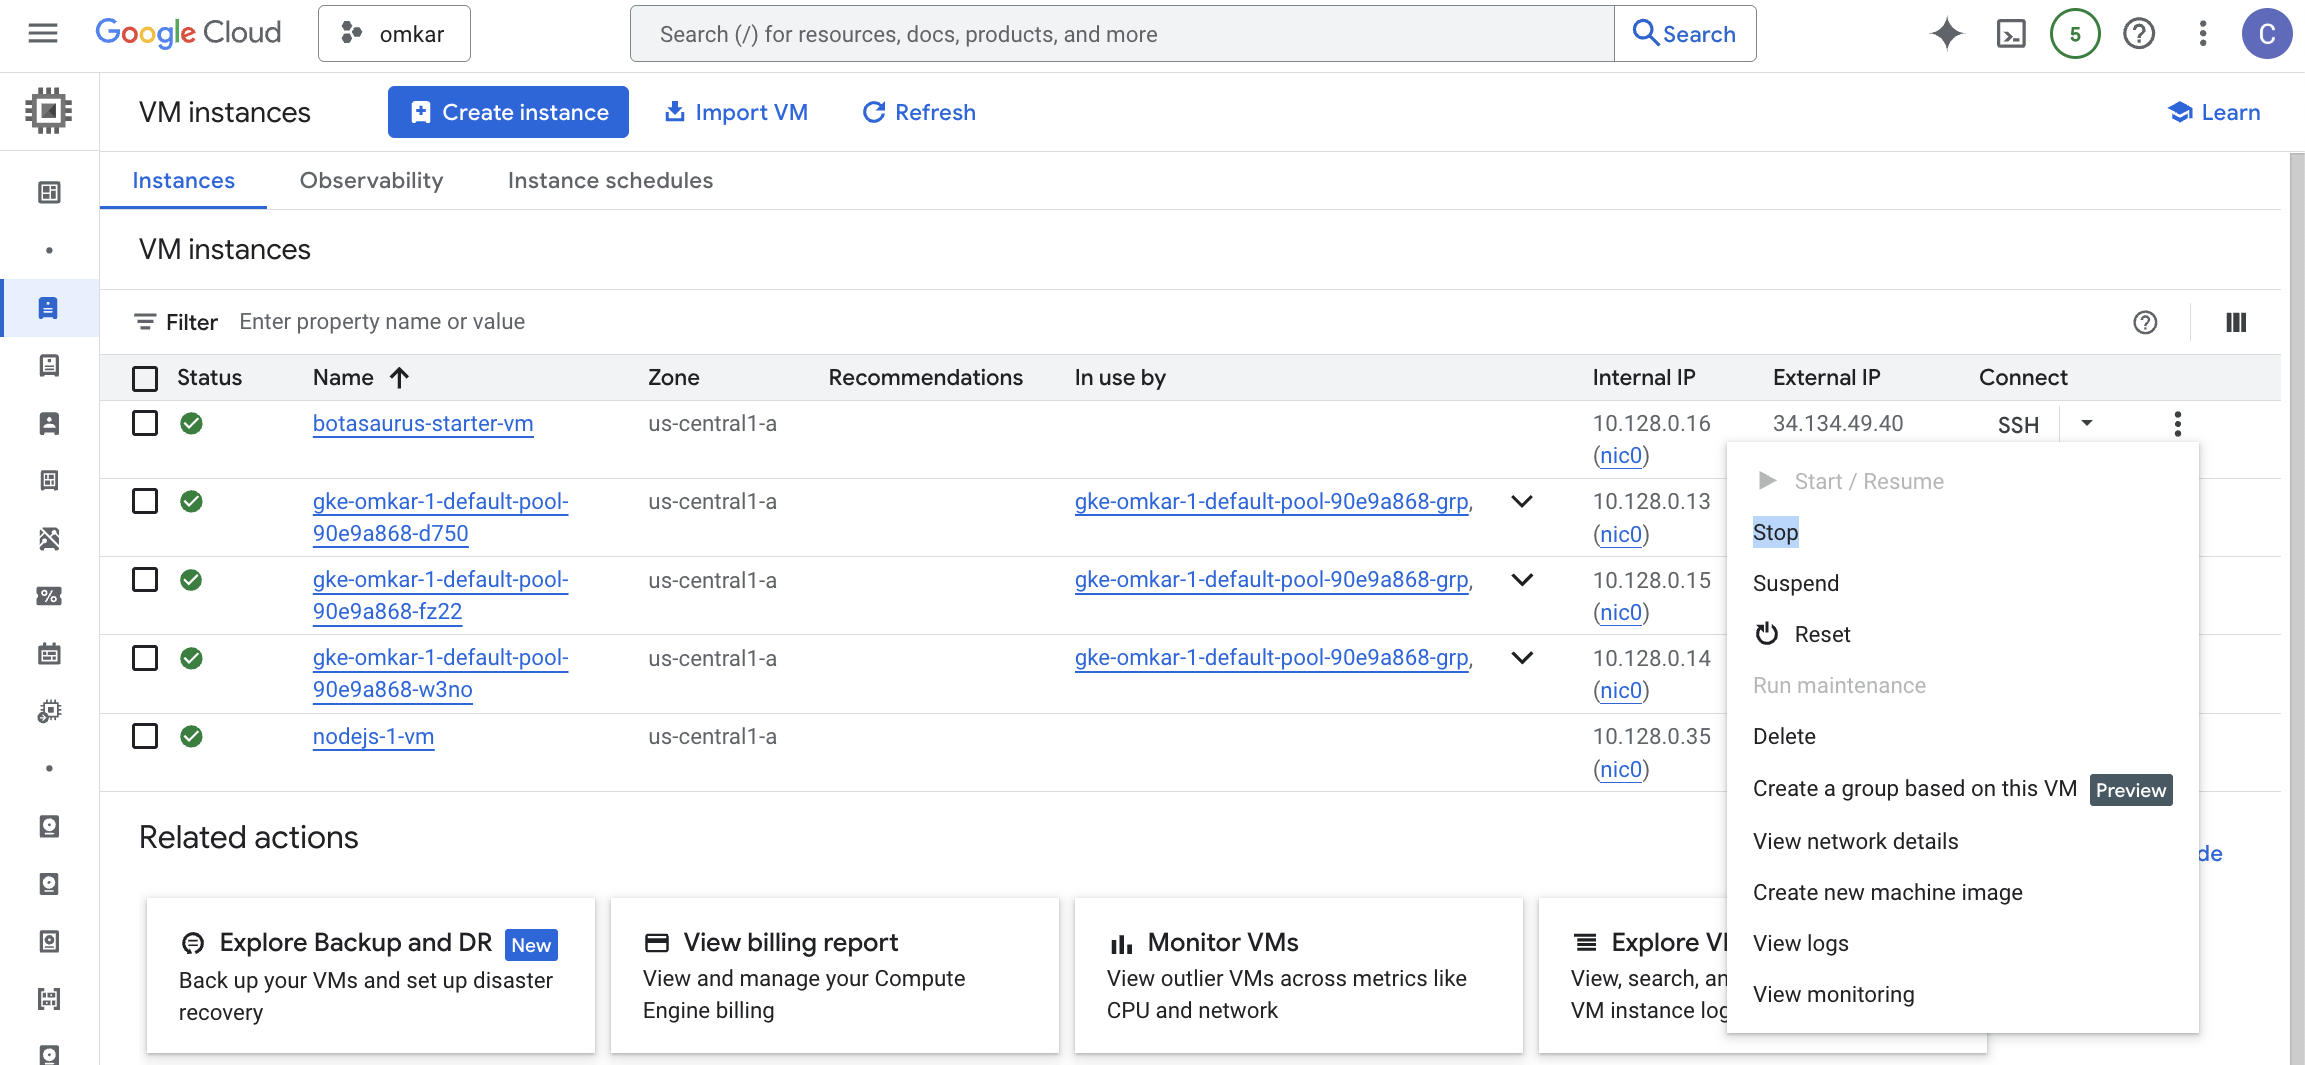 Google Cloud
omkar
Search (/) for resources, docs, products, and more
Search
5
C
VM instances
Create instance
Import VM
Refresh
Learn
Instances
Observability
Instance schedules
VM instances
Filter
Enter property name or value
Status
Name
Zone
Recommendations
In use by
Internal IP
External IP
Connect
botasaurus-starter-vm
us-central1-a
10.128.0.16
(nic0)
34.134.49.40
SSH
gke-omkar-1-default-pool-
90e9a868-d750
us-central1-a
gke-omkar-1-default-pool-90e9a868-grp,
10.128.0.13
(nic0)
gke-omkar-1-default-pool-
90e9a868-fz22
us-central1-a
gke-omkar-1-default-pool-90e9a868-grp,
10.128.0.15
(nic0)
gke-omkar-1-default-pool-
90e9a868-w3no
us-central1-a
gke-omkar-1-default-pool-90e9a868-grp,
10.128.0.14
(nic0)
nodejs-1-vm
us-central1-a
10.128.0.35
(nic0)
Start / Resume
Stop
Suspend
Reset
Run maintenance
Delete
Create a group based on this VM Preview
View network details
Create new machine image
View logs
View monitoring
Related actions
Explore Backup and DR New
Back up your VMs and set up disaster
recovery
View billing report
View and manage your Compute
Engine billing
Monitor VMs
View outlier VMs across metrics like
CPU and network
Explore
View, search,
VM instance